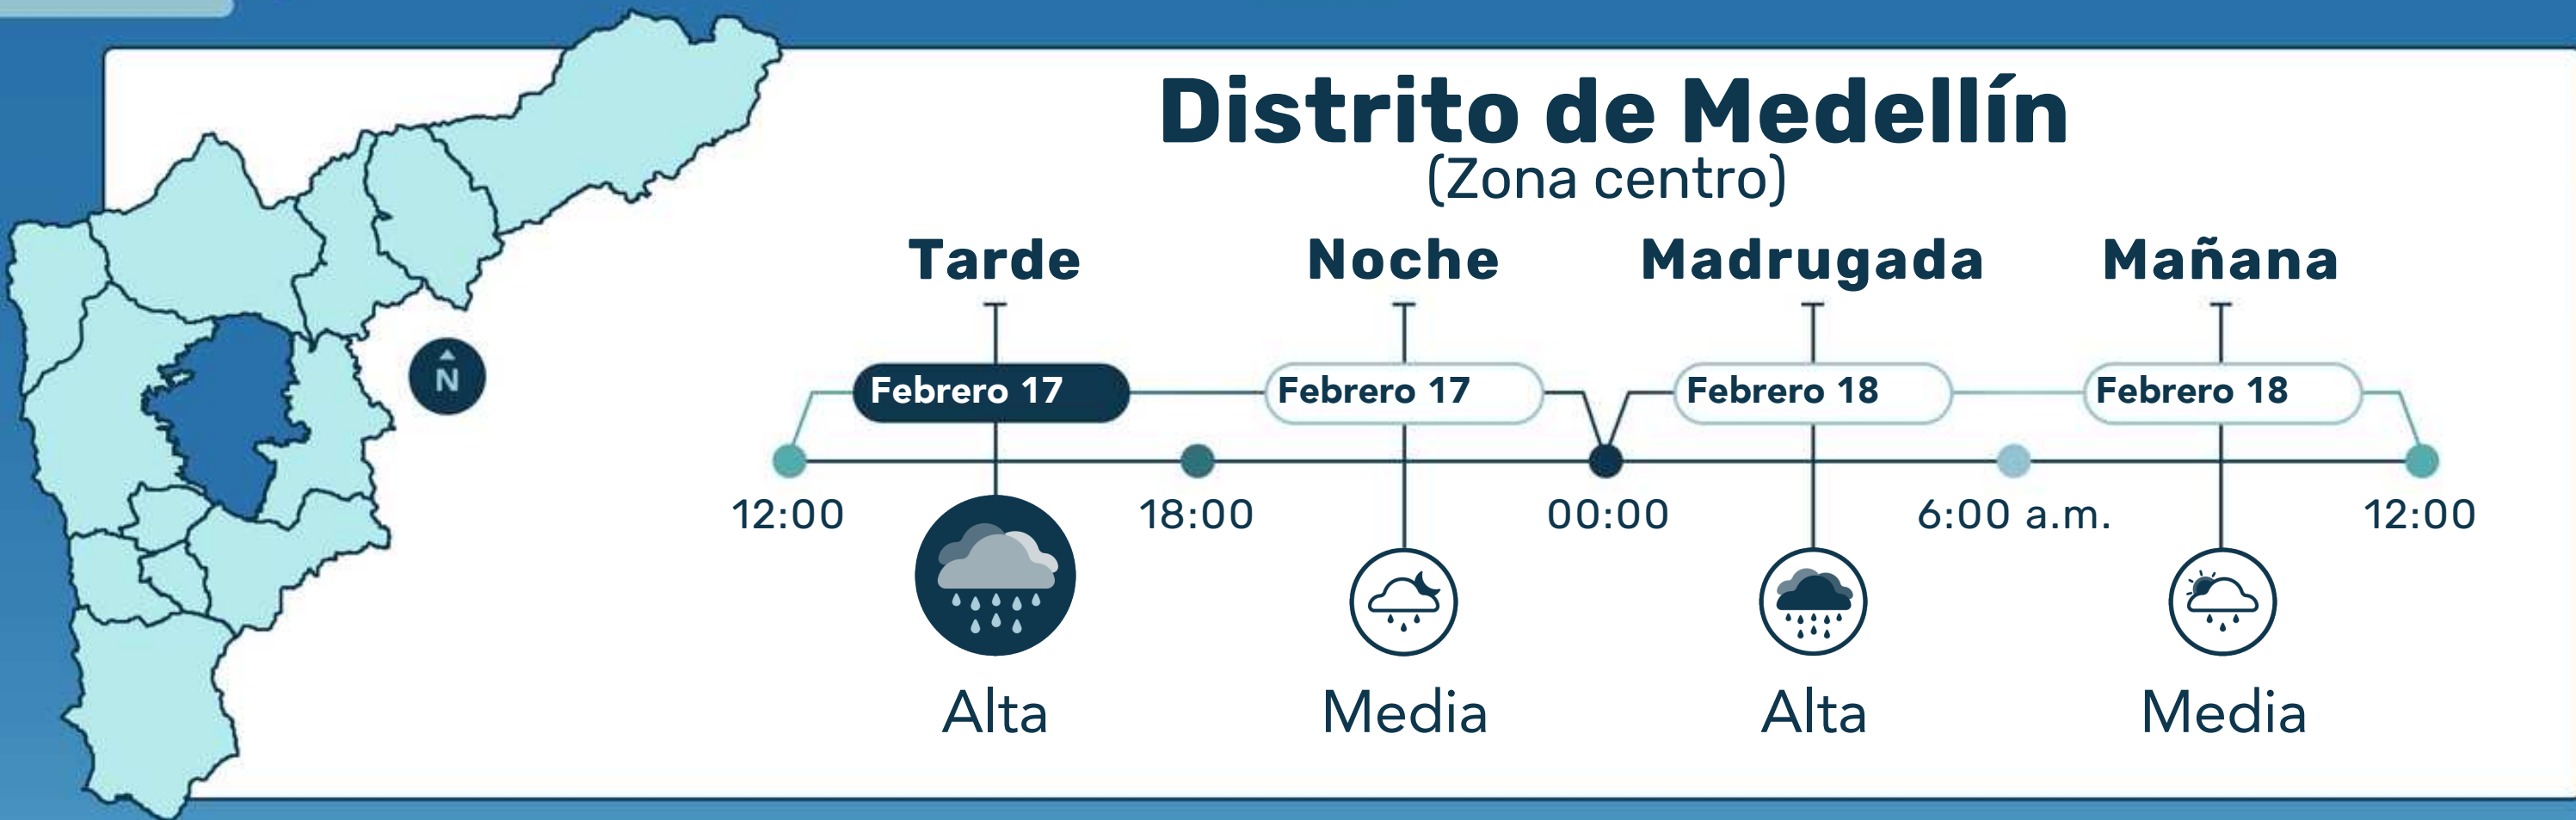 Distrito de Medellín
(Zona centro)
Tarde Noche Madrugada Mañana
N
Febrero 17 Febrero 17 Febrero 18 Febrero 18
12:00 18:00 00:00 6:00 a.m. 12:00
Alta Media Alta Media